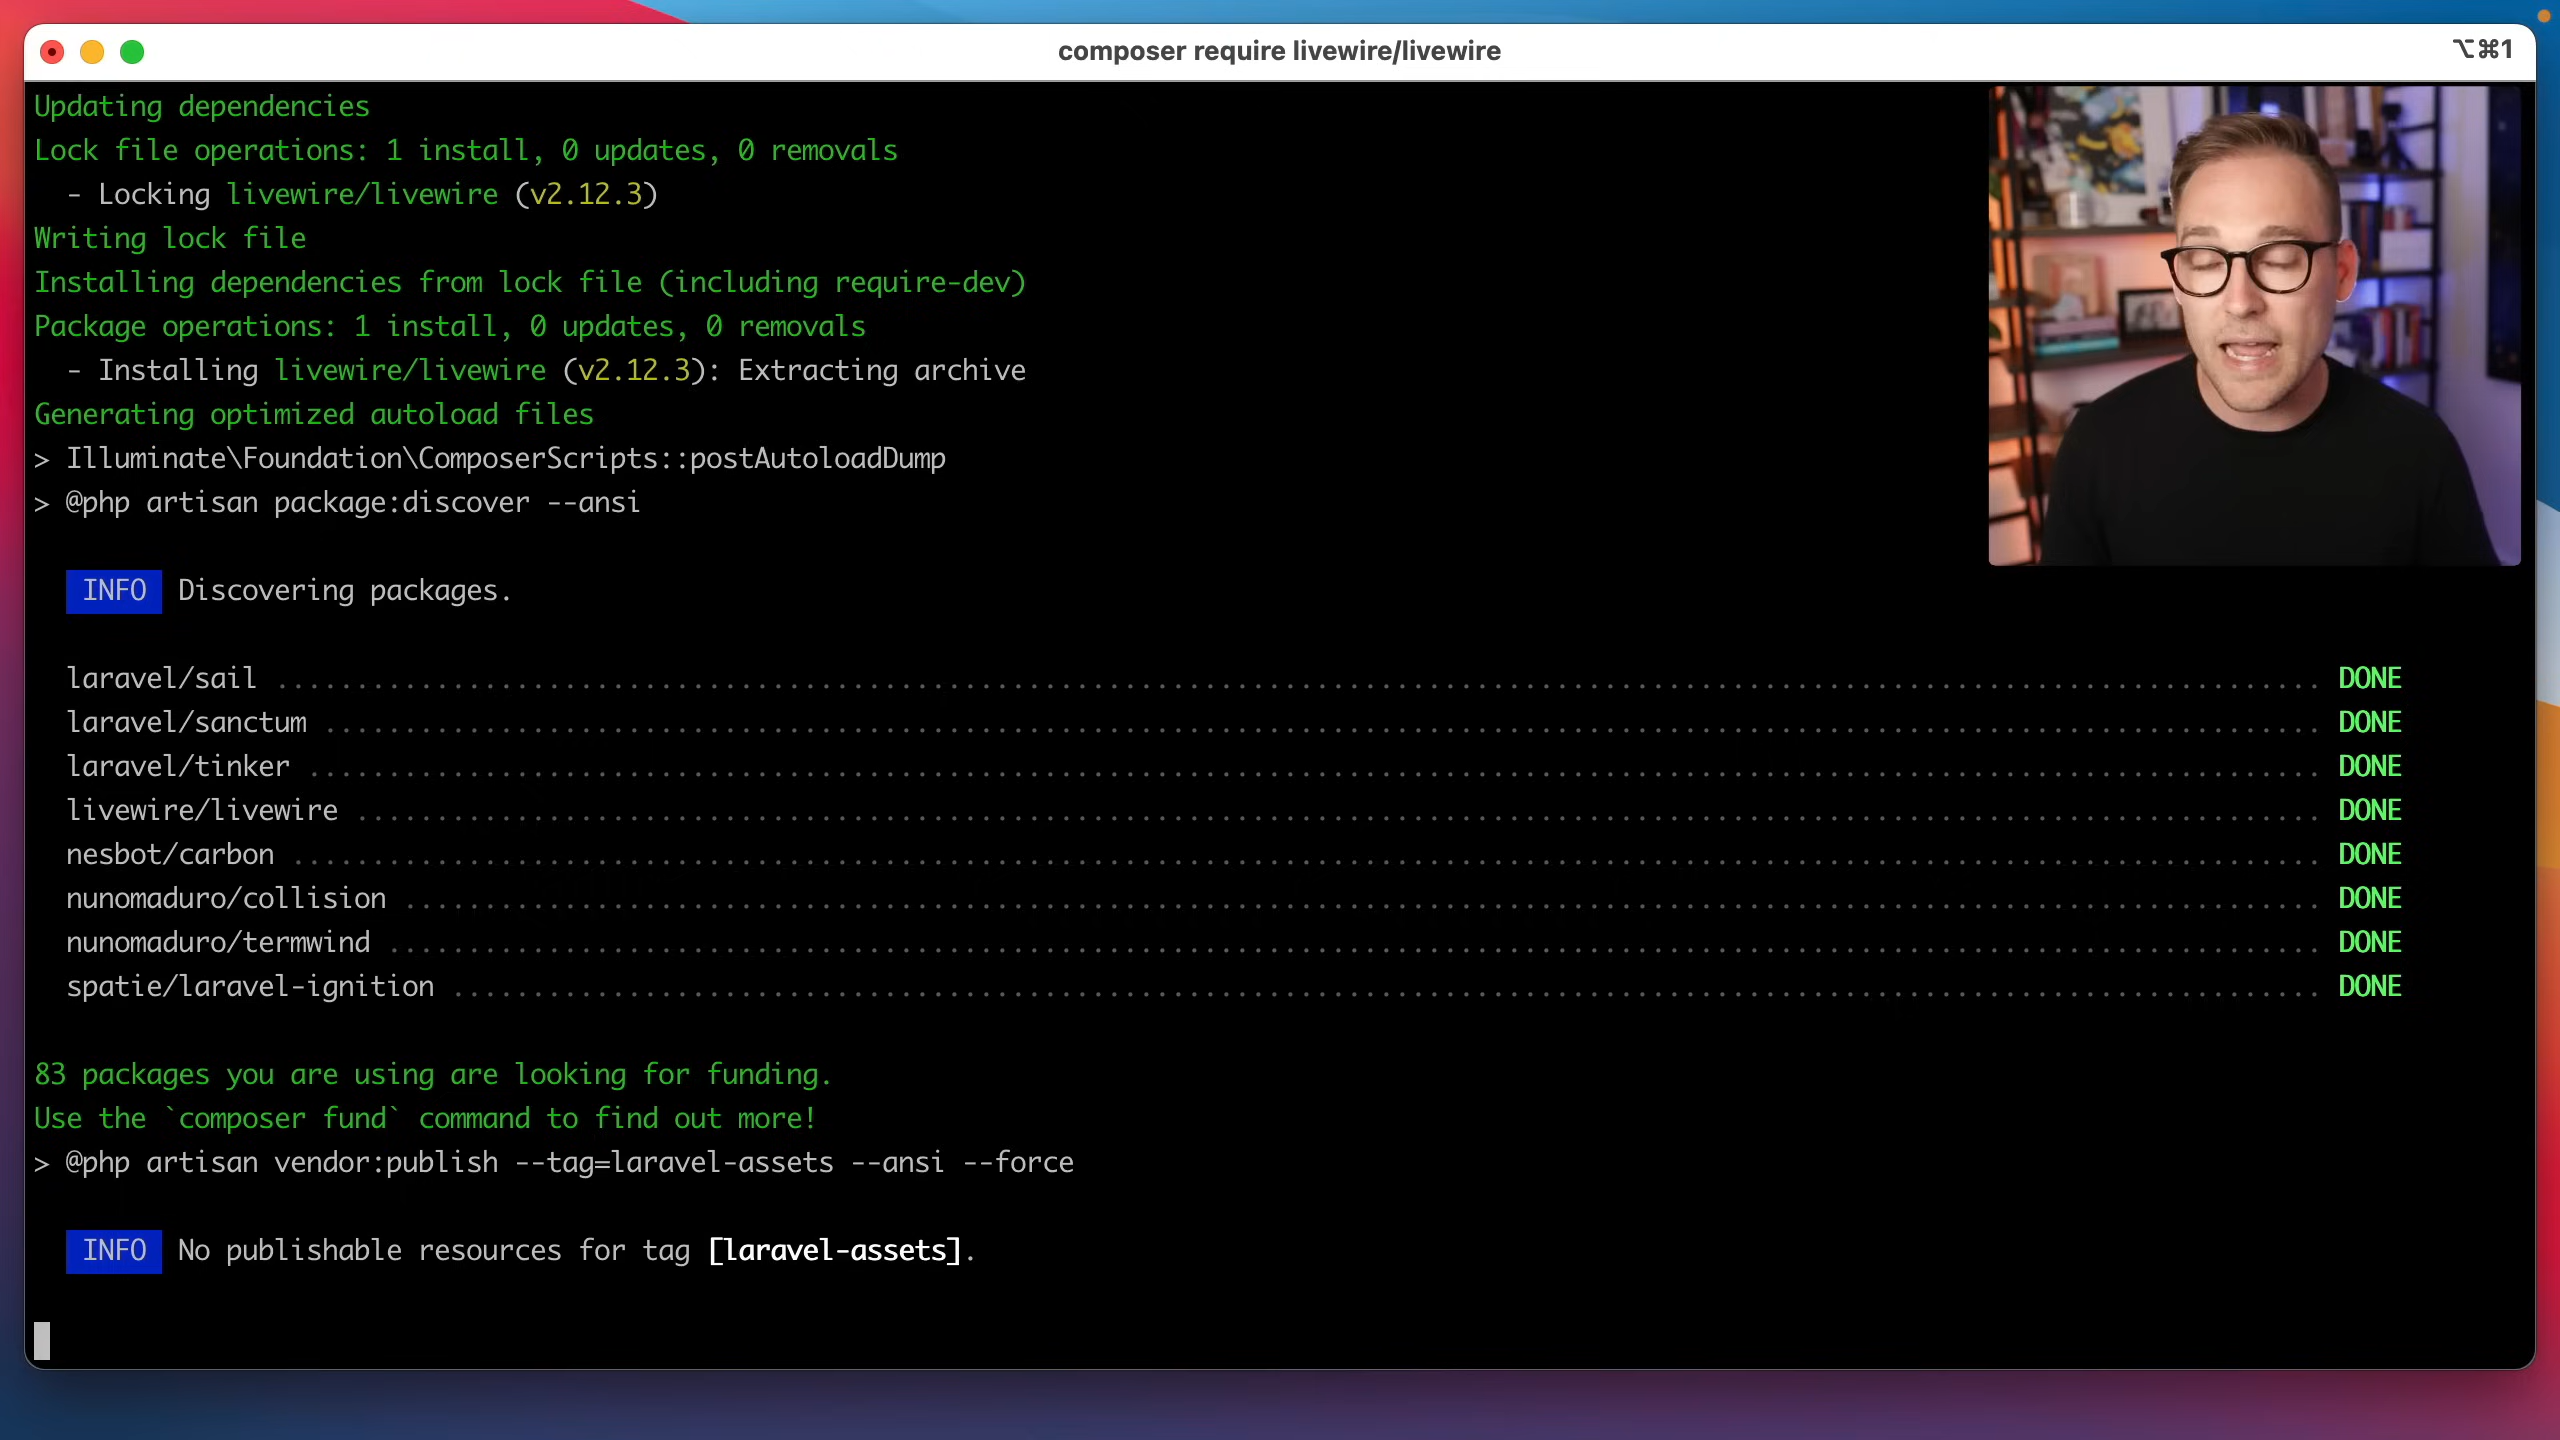 composer require livewire/livewire
⌥⌘1
Updating dependencies
Lock file operations: 1 install, 0 updates, 0 removals
- Locking livewire/livewire (v2.12.3)
Writing lock file
Installing dependencies from lock file (including require-dev)
Package operations: 1 install, 0 updates, 0 removals
- Installing livewire/livewire (v2.12.3): Extracting archive
Generating optimized autoload files
> Illuminate\Foundation\ComposerScripts::postAutoloadDump
> @php artisan package:discover --ansi
INFO Discovering packages.
laravel/sail ................................................................ DONE
laravel/sanctum ............................................................. DONE
laravel/tinker .............................................................. DONE
livewire/livewire ........................................................... DONE
nesbot/carbon ............................................................... DONE
nunomaduro/collision ........................................................ DONE
nunomaduro/termwind ......................................................... DONE
spatie/laravel-ignition ..................................................... DONE
83 packages you are using are looking for funding.
Use the `composer fund` command to find out more!
> @php artisan vendor:publish --tag=laravel-assets --ansi --force
INFO No publishable resources for tag [laravel-assets].